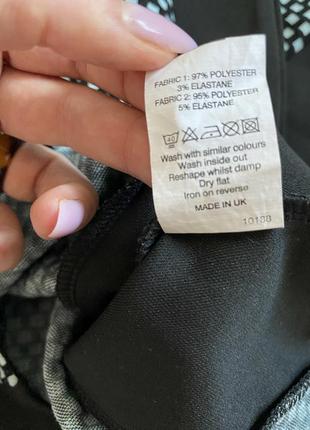 FABRIC 1: 97% POLYESTER
3% ELASTANE
FABRIC 2: 95% POLYESTER
5% ELASTANE
40
Wash with similar colours
Wash inside out
Reshape whilst damp
Dry flat
Iron on reverse
MADE IN UK
10188